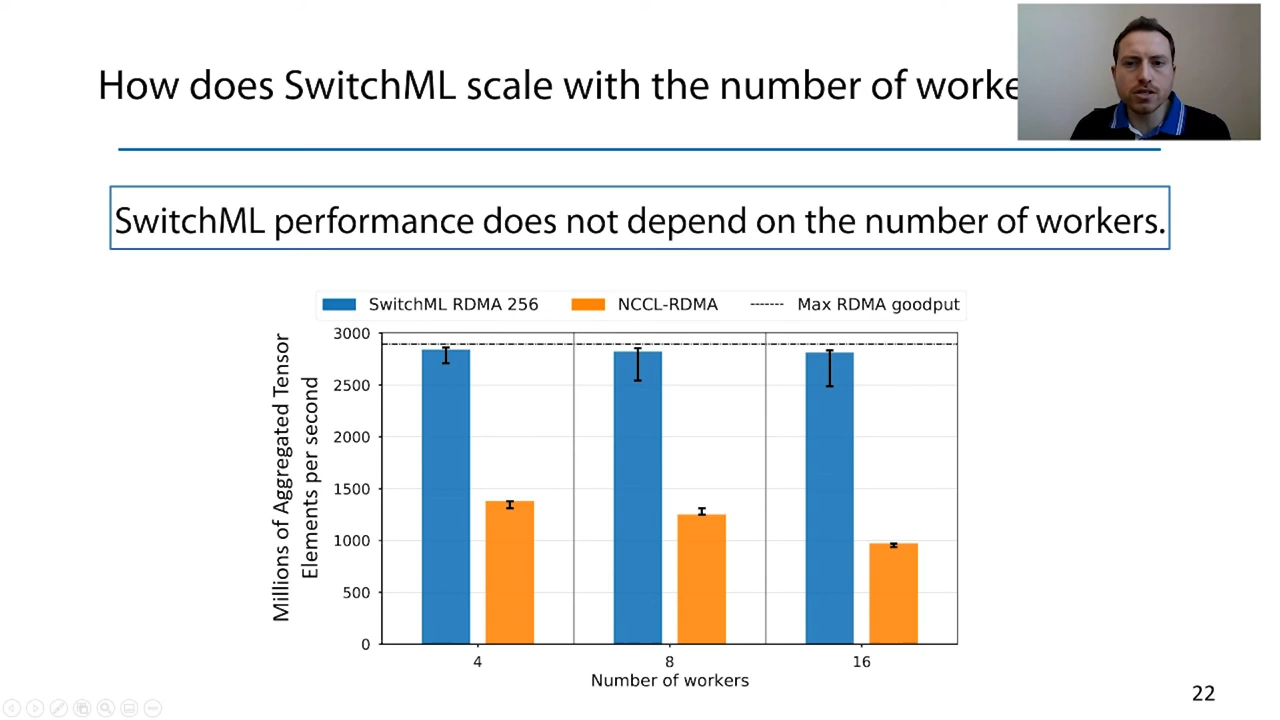 How does SwitchML scale with the number of worke
SwitchML performance does not depend on the number of workers.
SwitchML RDMA 256 NCCL-RDMA Max RDMA goodput
Millions of Aggregated Tensor
Elements per second
3000
2500
2000
1500
1000
500
0
4 8 16
Number of workers
22